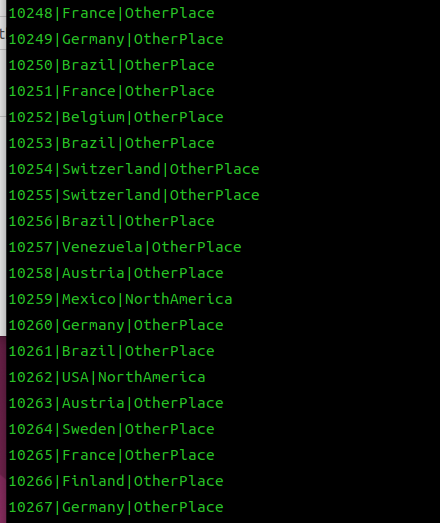 10248|France|OtherPlace
10249|Germany|OtherPlace
10250|Brazil|OtherPlace
10251|France|OtherPlace
10252|Belgium|OtherPlace
10253|Brazil|OtherPlace
10254|Switzerland|OtherPlace
10255|Switzerland|OtherPlace
10256|Brazil|OtherPlace
10257|Venezuela|OtherPlace
10258|Austria|OtherPlace
10259|Mexico|NorthAmerica
10260|Germany|OtherPlace
10261|Brazil|OtherPlace
10262|USA|NorthAmerica
10263|Austria|OtherPlace
10264|Sweden|OtherPlace
10265|France|OtherPlace
10266|Finland|OtherPlace
10267|Germany|OtherPlace